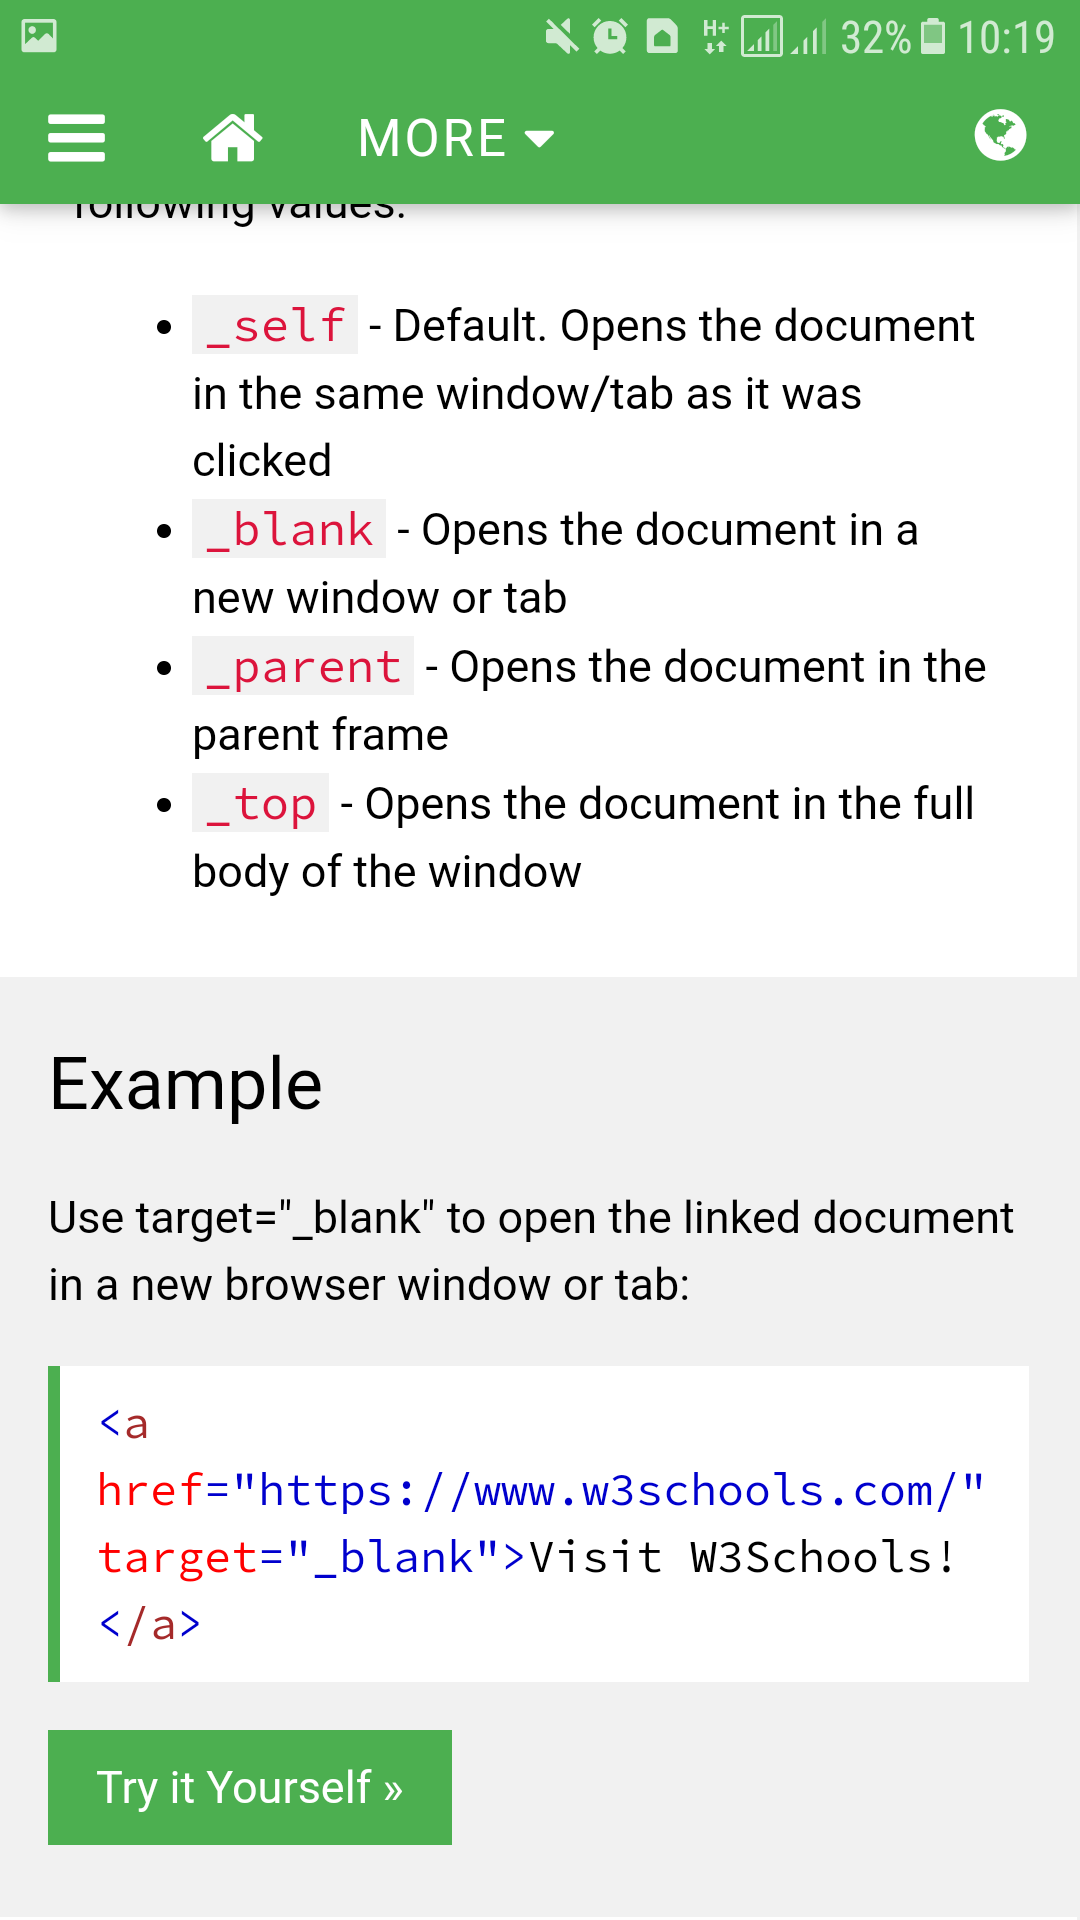 H+ 32% 10:19
MORE
following values:
_self - Default. Opens the document
in the same window/tab as it was
clicked
_blank - Opens the document in a
new window or tab
_parent - Opens the document in the
parent frame
_top - Opens the document in the full
body of the window
Example
Use target="_blank" to open the linked document
in a new browser window or tab:
<a
href="https://www.w3schools.com/"
target="_blank">Visit W3Schools!
</a>
Try it Yourself »